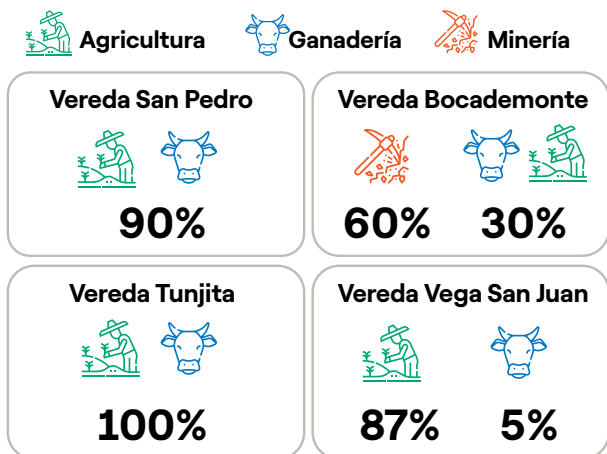 Agricultura Ganadería Minería
Vereda San Pedro
90%
Vereda Bocademonte
60% 30%
Vereda Tunjita
100%
Vereda Vega San Juan
87% 5%